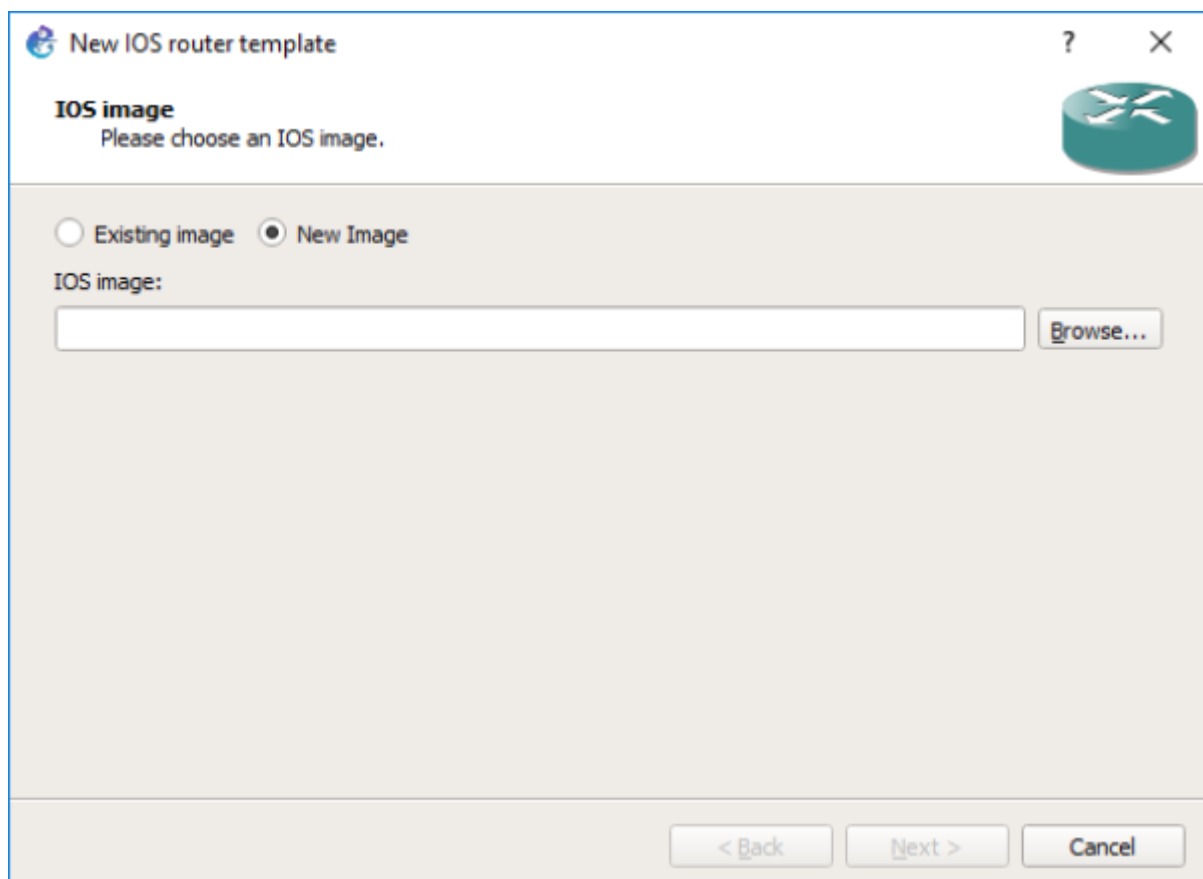 New IOS router template
?
IOS image
Please choose an IOS image.
Existing image New Image
IOS image:
Browse...
< Back Next > Cancel